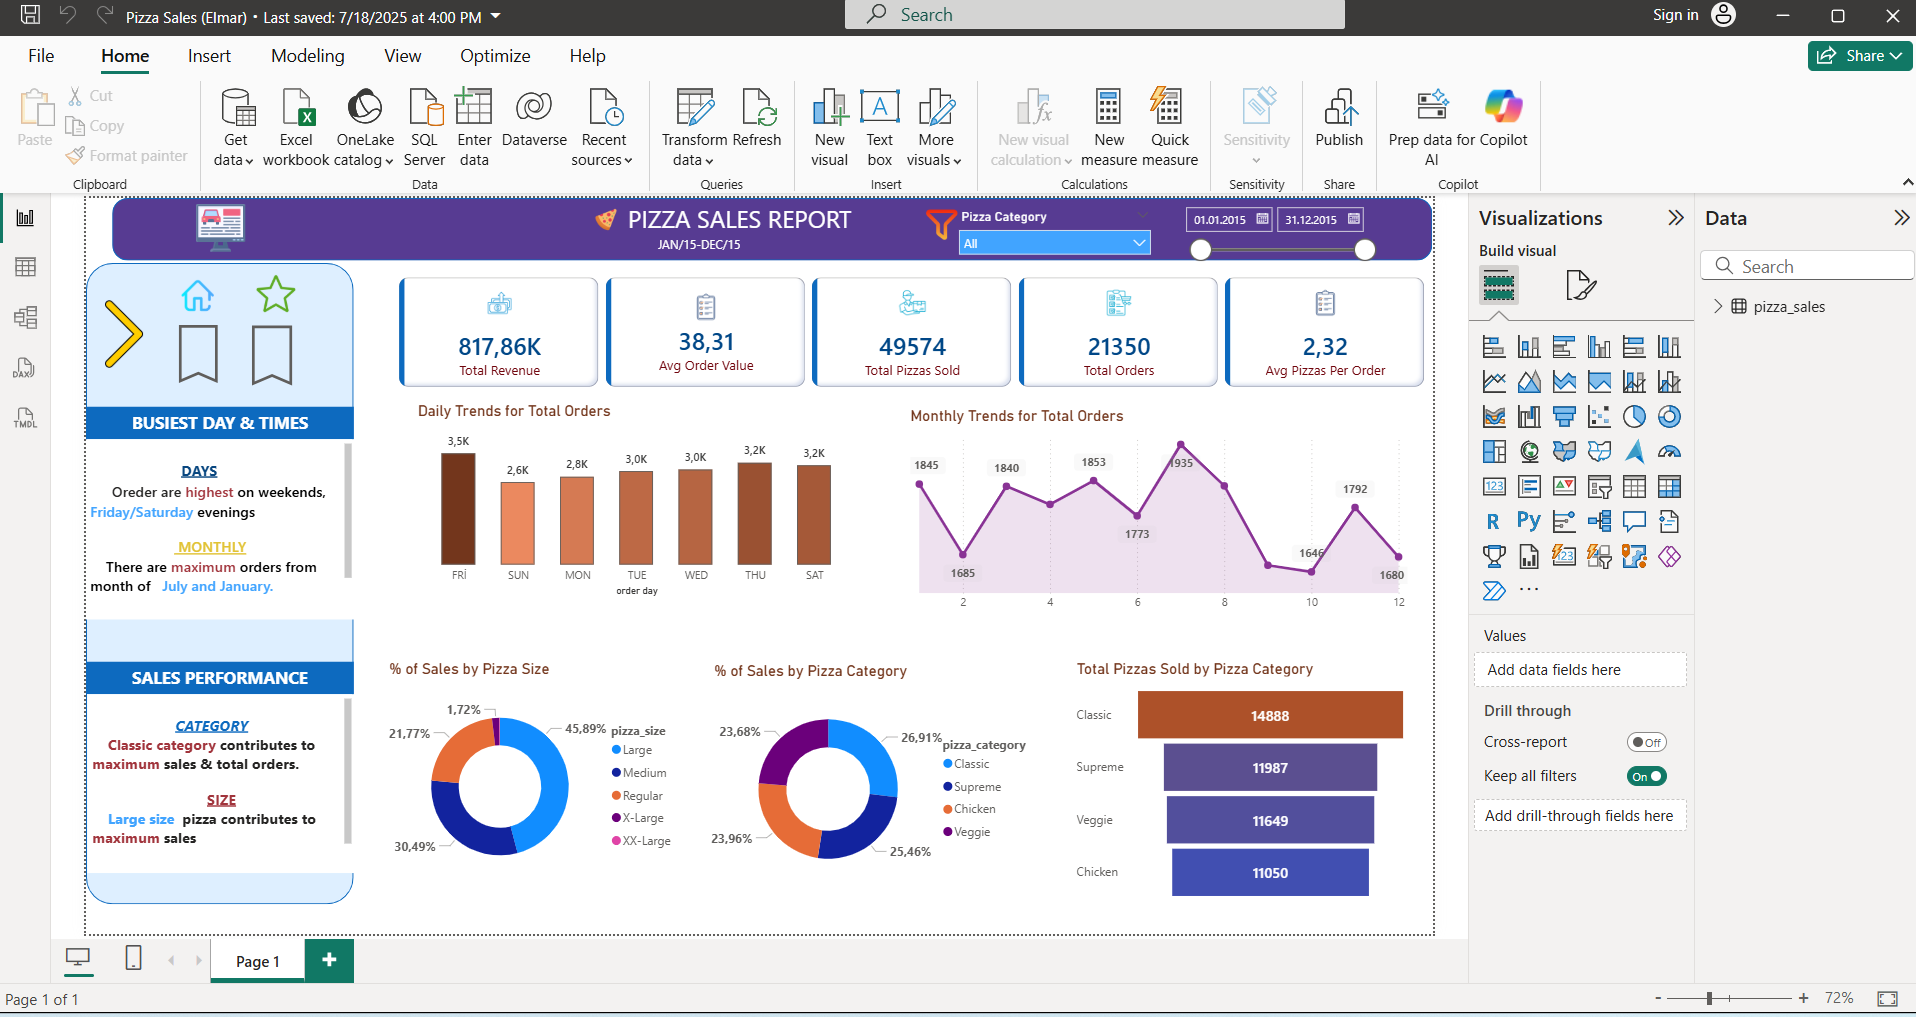 Pizza Sales (Elmar) • Last saved: 7/18/2025 at 4:00 PM
Search
Sign in
File
Home
Insert
Modeling
View
Optimize
Help
Share
Paste
Cut
Copy
Format painter
Clipboard
Get data
Excel workbook
OneLake catalog
SQL Server
Enter data
Dataverse
Recent sources
Data
Transform data
Refresh
Queries
New visual
Text box
More visuals
Insert
New visual calculation
New measure
Quick measure
Calculations
Sensitivity
Sensitivity
Publish
Share
Prep data for AI
Copilot
Copilot
DAX
TMDL
PIZZA SALES REPORT
JAN/15-DEC/15
Pizza Category
All
01.01.2015
31.12.2015
BUSIEST DAY & TIMES
DAYS
Oreder are highest on weekends,
Friday/Saturday evenings
MONTHLY
There are maximum orders from
month of July and January.
SALES PERFORMANCE
CATEGORY
Classic category contributes to
maximum sales & total orders.
SIZE
Large size pizza contributes to
maximum sales
817,86K
Total Revenue
38,31
Avg Order Value
49574
Total Pizzas Sold
21350
Total Orders
2,32
Avg Pizzas Per Order
Daily Trends for Total Orders
3,5K
2,6K
2,8K
3,0K
3,0K
3,2K
3,2K
FRİ
SUN
MON
TUE
WED
THU
SAT
order day
Monthly Trends for Total Orders
1845
1685
1840
1853
1773
1935
1646
1792
1680
2
4
6
8
10
12
% of Sales by Pizza Size
1,72%
21,77%
45,89%
30,49%
pizza_size
Large
Medium
Regular
X-Large
XX-Large
% of Sales by Pizza Category
23,68%
26,91%
23,96%
25,46%
pizza_category
Classic
Supreme
Chicken
Veggie
Total Pizzas Sold by Pizza Category
Classic
14888
Supreme
11987
Veggie
11649
Chicken
11050
Visualizations
Build visual
123
R
Py
123
Values
Add data fields here
Drill through
Cross-report
Off
Keep all filters
On
Add drill-through fields here
Data
Search
pizza_sales
Page 1
Page 1 of 1
72%